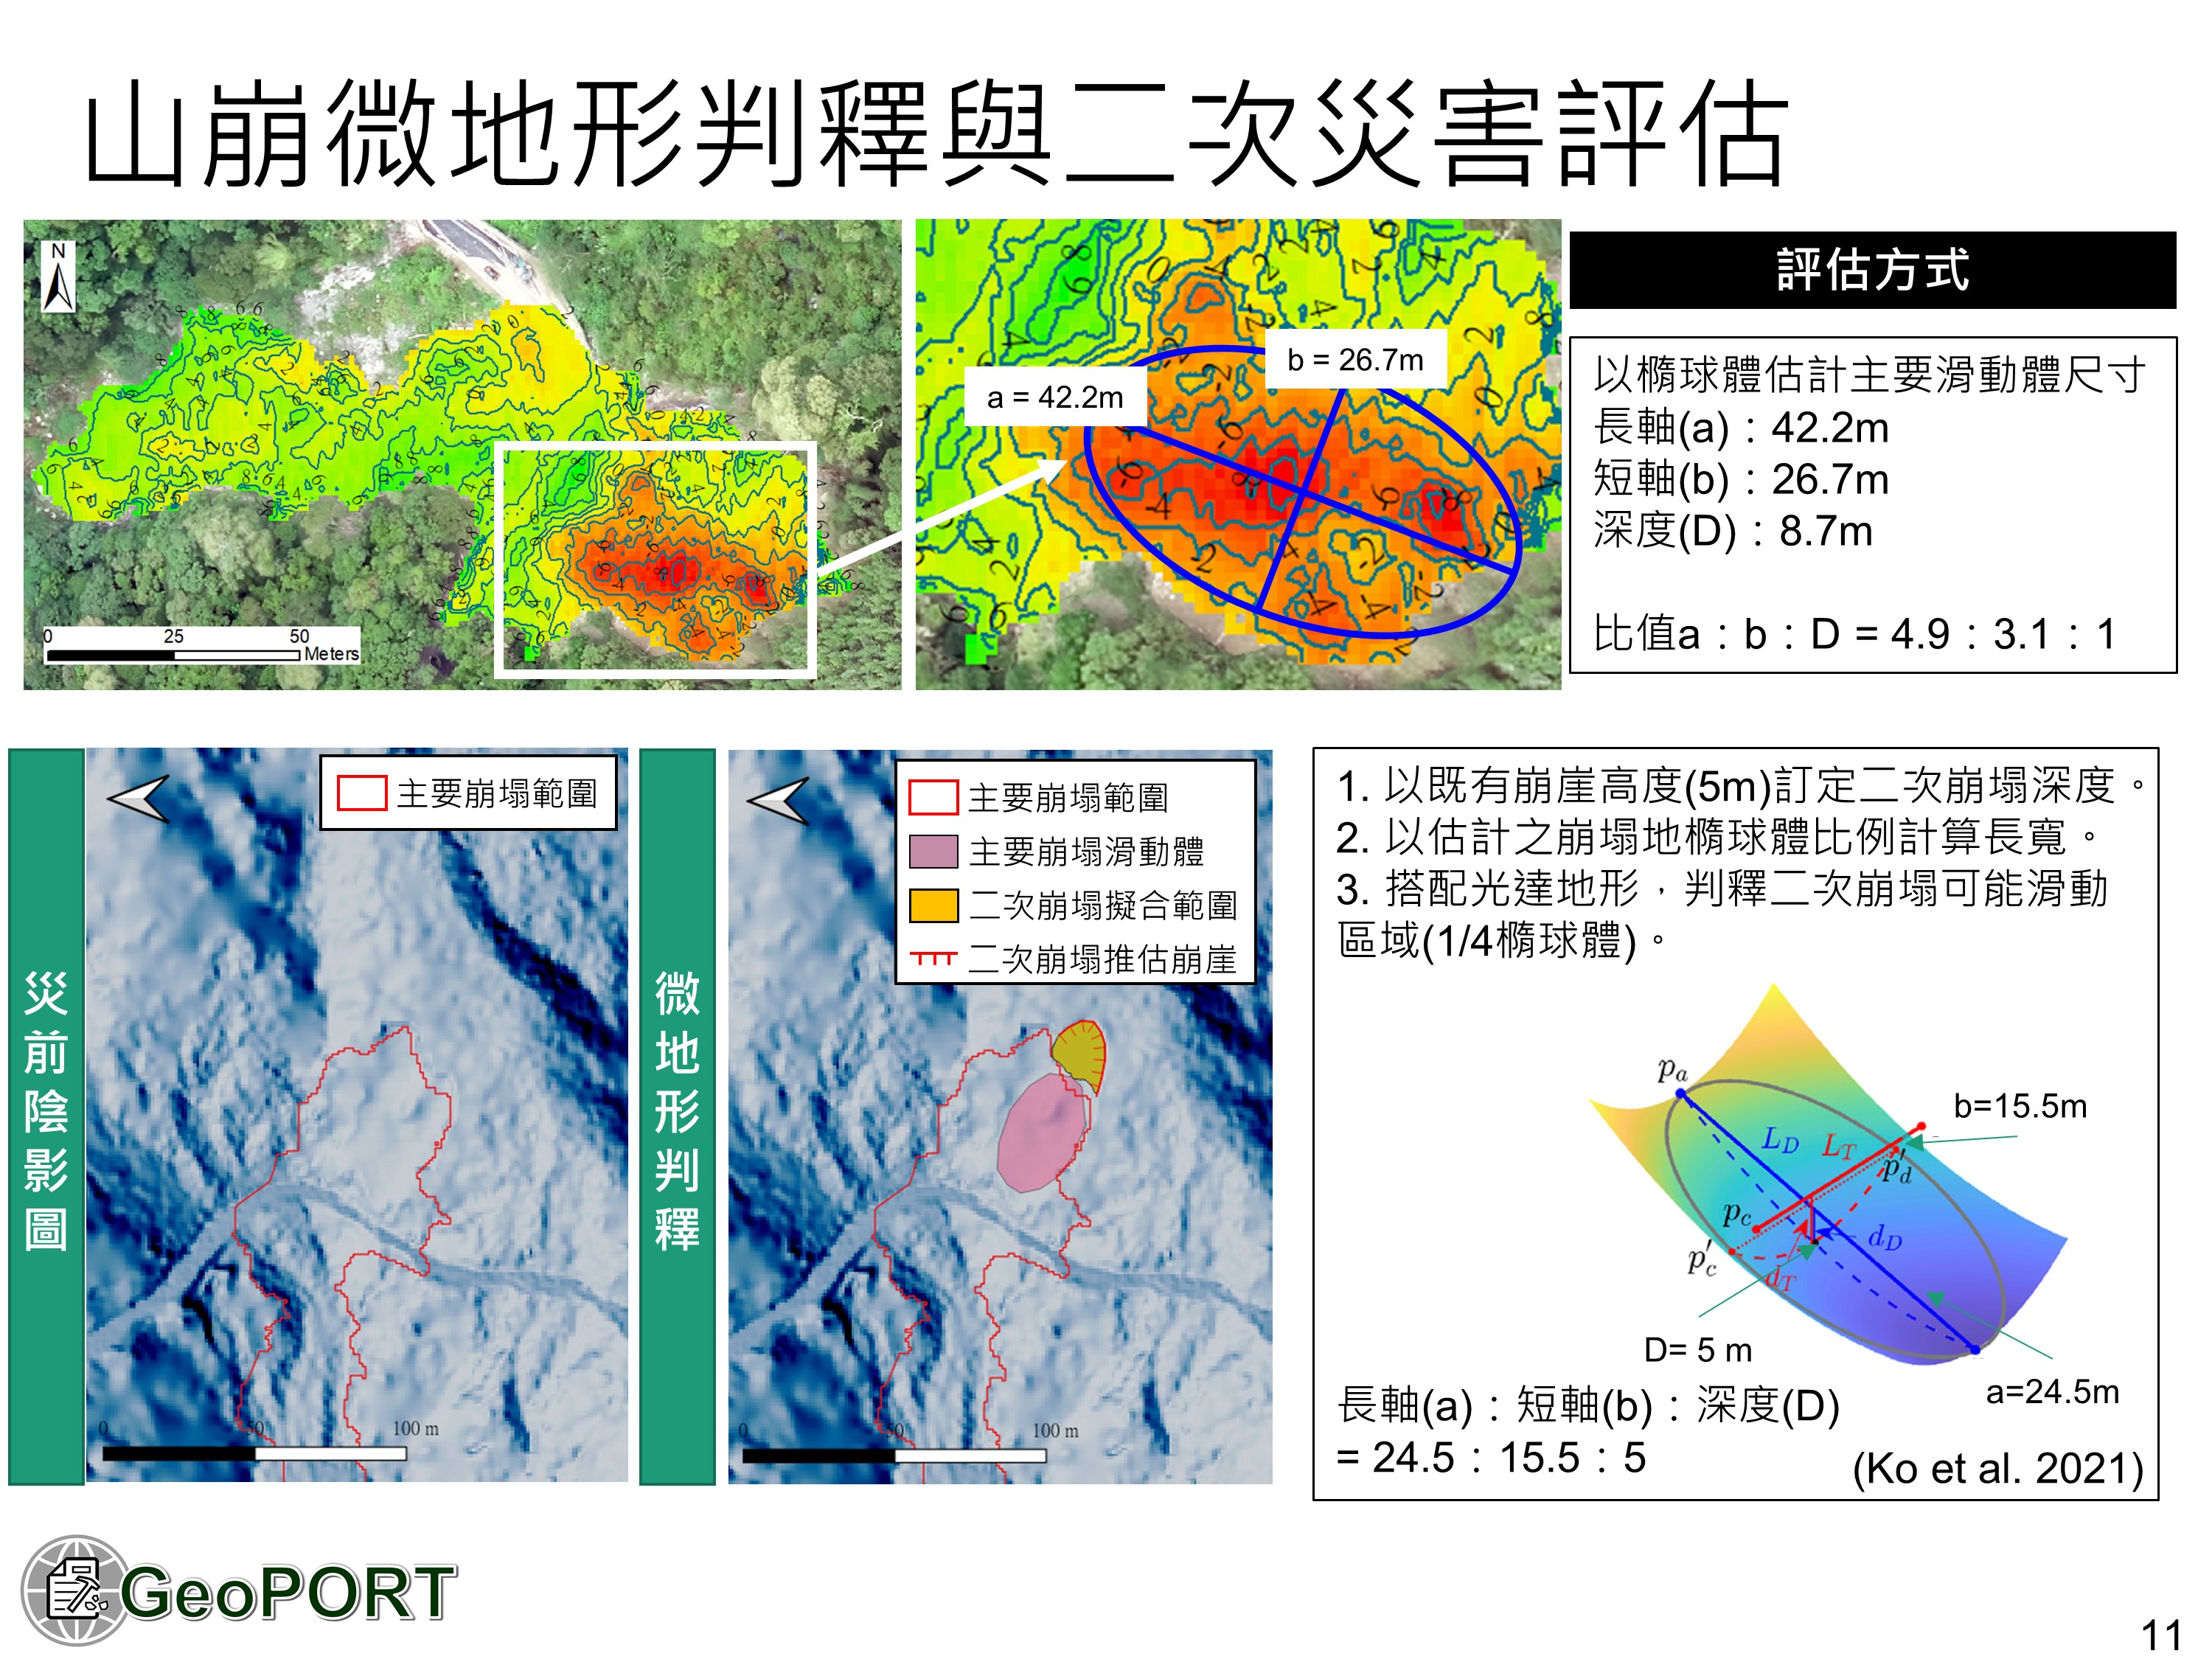 山崩微地形判釋與二次災害評估
N
0 25 50
Meters
a = 42.2m
b = 26.7m
評估方式
以橢球體估計主要滑動體尺寸
長軸(a)：42.2m
短軸(b)：26.7m
深度(D)：8.7m
比值a：b：D = 4.9：3.1：1
災前陰影圖
主要崩塌範圍
0 50 100 m
微地形判釋
主要崩塌範圍
主要崩塌滑動體
二次崩塌擬合範圍
二次崩塌推估崩崖
0 50 100 m
1. 以既有崩崖高度(5m)訂定二次崩塌深度。
2. 以估計之崩塌地橢球體比例計算長寬。
3. 搭配光達地形，判釋二次崩塌可能滑動
區域(1/4橢球體)。
pa
b=15.5m
LD
LT
p'd
pc
dD
p'c
dT
D= 5 m
a=24.5m
長軸(a)：短軸(b)：深度(D)
= 24.5：15.5：5
(Ko et al. 2021)
GeoPORT
11